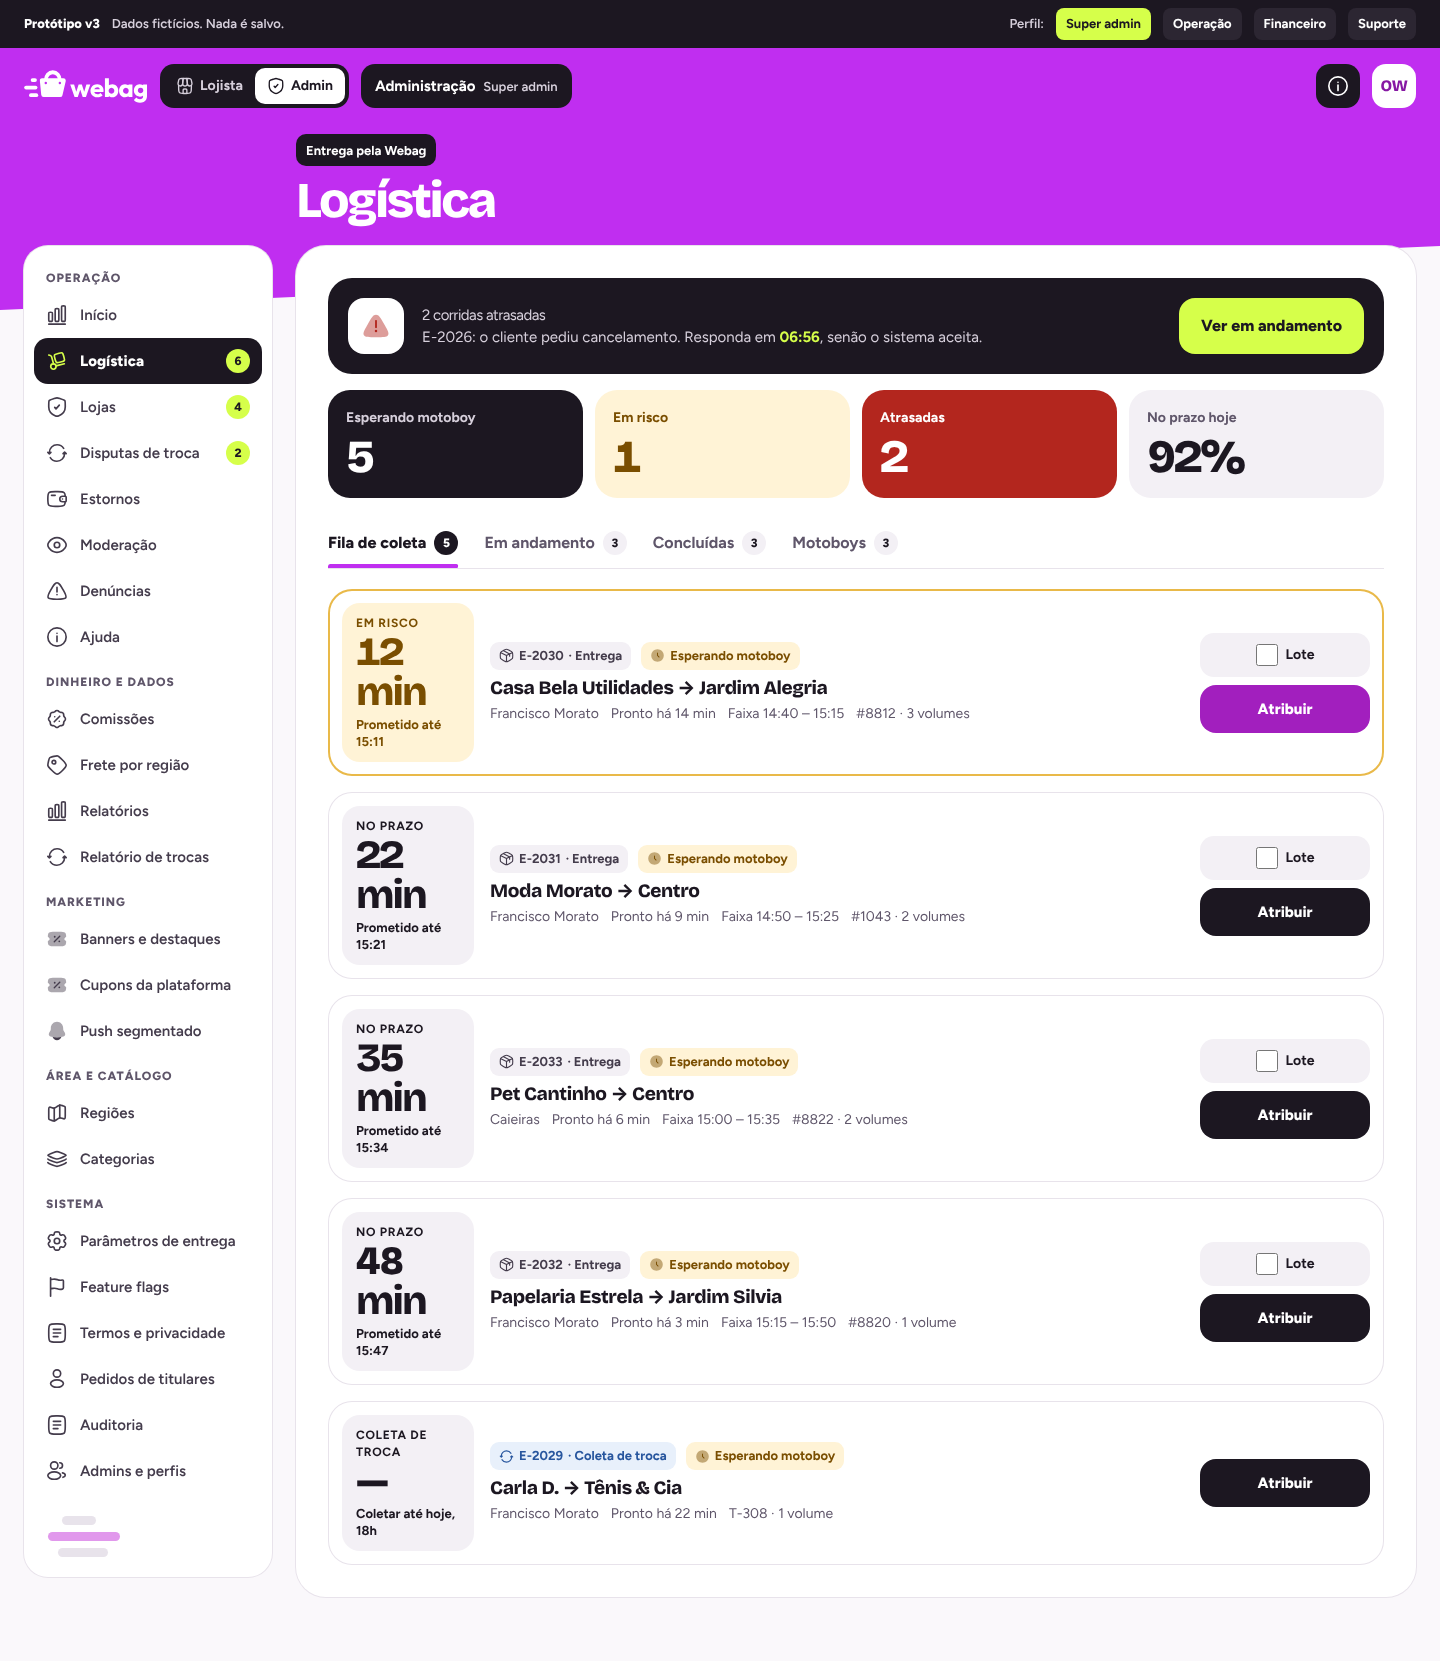 Protótipo v3 Dados fictícios. Nada é salvo.
Perfil: Super admin Operação Financeiro Suporte
webag Lojista Admin Administração Super admin OW
Entrega pela Webag
Logística
OPERAÇÃO
Início
Logística 6
Lojas 4
Disputas de troca 2
Estornos
Moderação
Denúncias
Ajuda
DINHEIRO E DADOS
Comissões
Frete por região
Relatórios
Relatório de trocas
MARKETING
Banners e destaques
Cupons da plataforma
Push segmentado
ÁREA E CATÁLOGO
Regiões
Categorias
SISTEMA
Parâmetros de entrega
Feature flags
Termos e privacidade
Pedidos de titulares
Auditoria
Admins e perfis
2 corridas atrasadas
E-2026: o cliente pediu cancelamento. Responda em 06:56, senão o sistema aceita.
Ver em andamento
Esperando motoboy
5
Em risco
1
Atrasadas
2
No prazo hoje
92%
Fila de coleta 5 Em andamento 3 Concluídas 3 Motoboys 3
EM RISCO
12
min
Prometido até
15:11
E-2030 · Entrega Esperando motoboy
Casa Bela Utilidades → Jardim Alegria
Francisco Morato Pronto há 14 min Faixa 14:40 – 15:15 #8812 · 3 volumes
Lote
Atribuir
NO PRAZO
22
min
Prometido até
15:21
E-2031 · Entrega Esperando motoboy
Moda Morato → Centro
Francisco Morato Pronto há 9 min Faixa 14:50 – 15:25 #1043 · 2 volumes
Lote
Atribuir
NO PRAZO
35
min
Prometido até
15:34
E-2033 · Entrega Esperando motoboy
Pet Cantinho → Centro
Caieiras Pronto há 6 min Faixa 15:00 – 15:35 #8822 · 2 volumes
Lote
Atribuir
NO PRAZO
48
min
Prometido até
15:47
E-2032 · Entrega Esperando motoboy
Papelaria Estrela → Jardim Silvia
Francisco Morato Pronto há 3 min Faixa 15:15 – 15:50 #8820 · 1 volume
Lote
Atribuir
COLETA DE
TROCA
—
Coletar até hoje,
18h
E-2029 · Coleta de troca Esperando motoboy
Carla D. → Tênis & Cia
Francisco Morato Pronto há 22 min T-308 · 1 volume
Atribuir